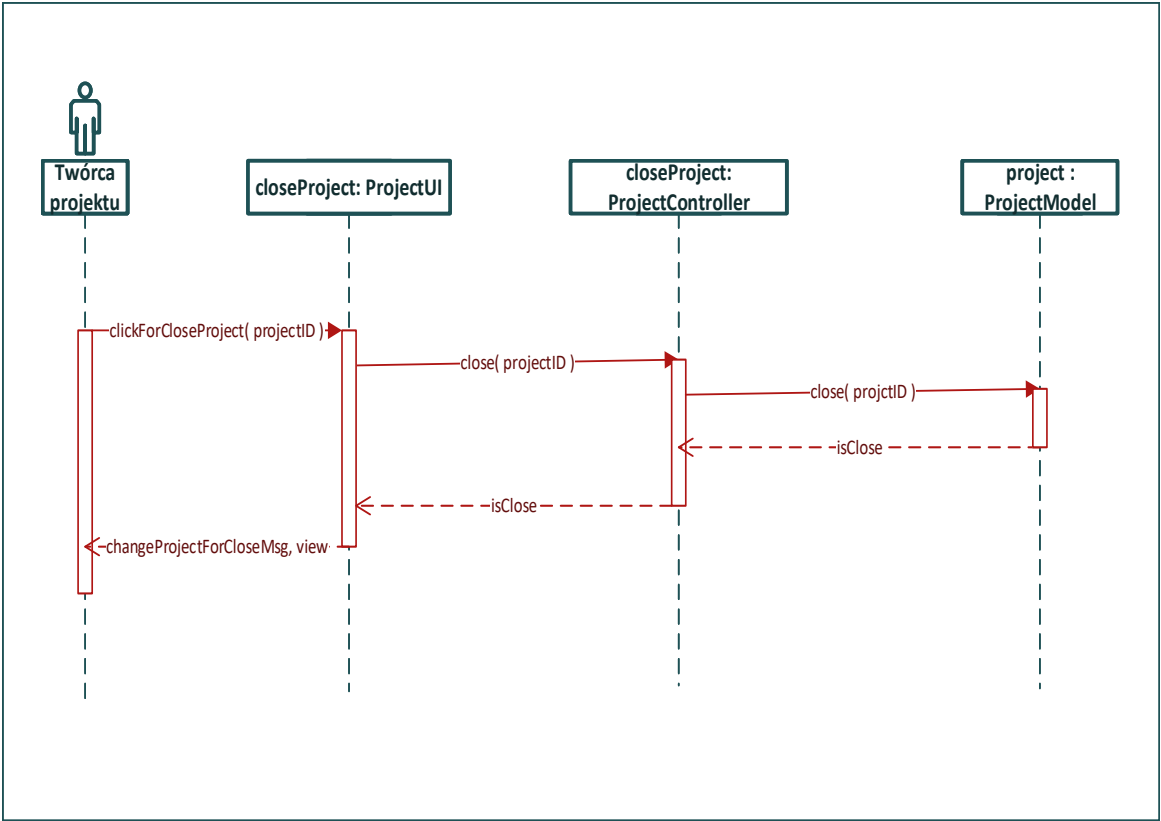 Twórca
projektu
closeProject: ProjectUI
closeProject:
ProjectController
project :
ProjectModel
clickForCloseProject( projectID )
close( projectID )
close( projctID )
isClose
isClose
changeProjectForCloseMsg, view